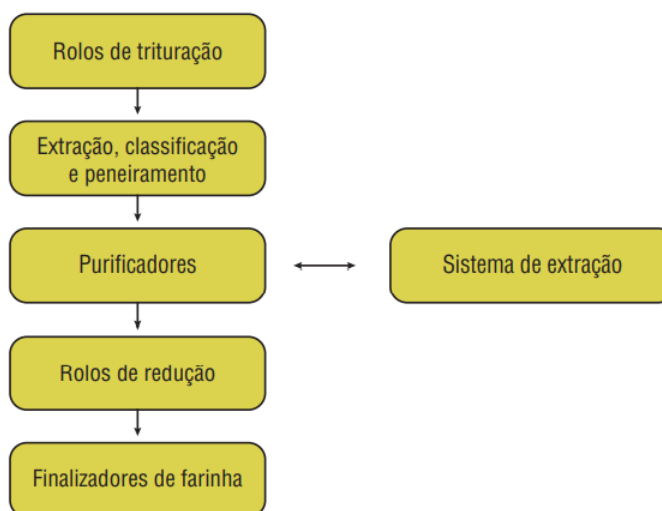 Rolos de trituração
Extração, classificação
e peneiramento
Purificadores
Sistema de extração
Rolos de redução
Finalizadores de farinha